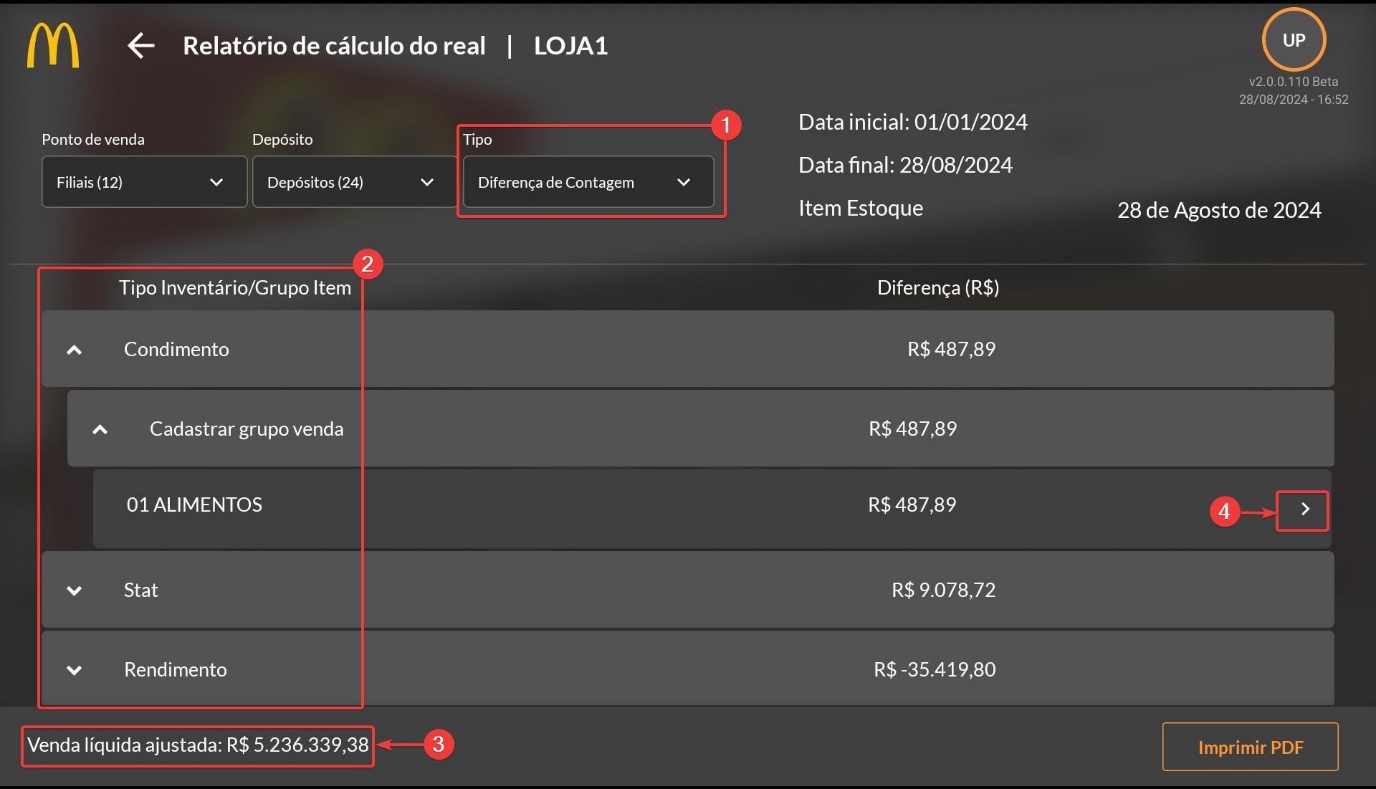 Relatório de cálculo do real | LOJA1
UP
v2.0.0.110 Beta
28/08/2024 - 16:52
Ponto de venda
Filiais (12)
Depósito
Depósitos (24)
Tipo
Diferença de Contagem
1
Data inicial: 01/01/2024
Data final: 28/08/2024
Item Estoque
28 de Agosto de 2024
2
Tipo Inventário/Grupo Item Diferença (R$)
Condimento R$ 487,89
Cadastrar grupo venda R$ 487,89
01 ALIMENTOS R$ 487,89
4
Stat R$ 9.078,72
Rendimento R$ -35.419,80
Venda líquida ajustada: R$ 5.236.339,38
3
Imprimir PDF